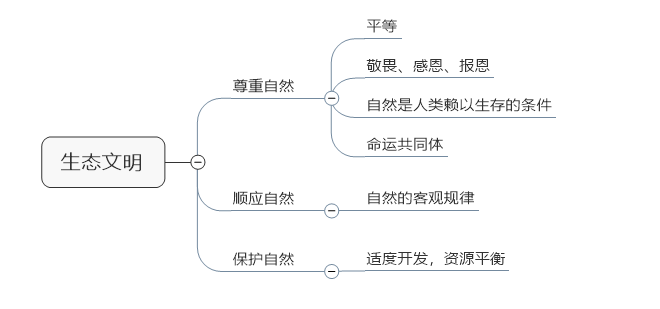 生态文明
尊重自然
平等
敬畏、感恩、报恩
自然是人类赖以生存的条件
命运共同体
顺应自然
自然的客观规律
保护自然
适度开发，资源平衡